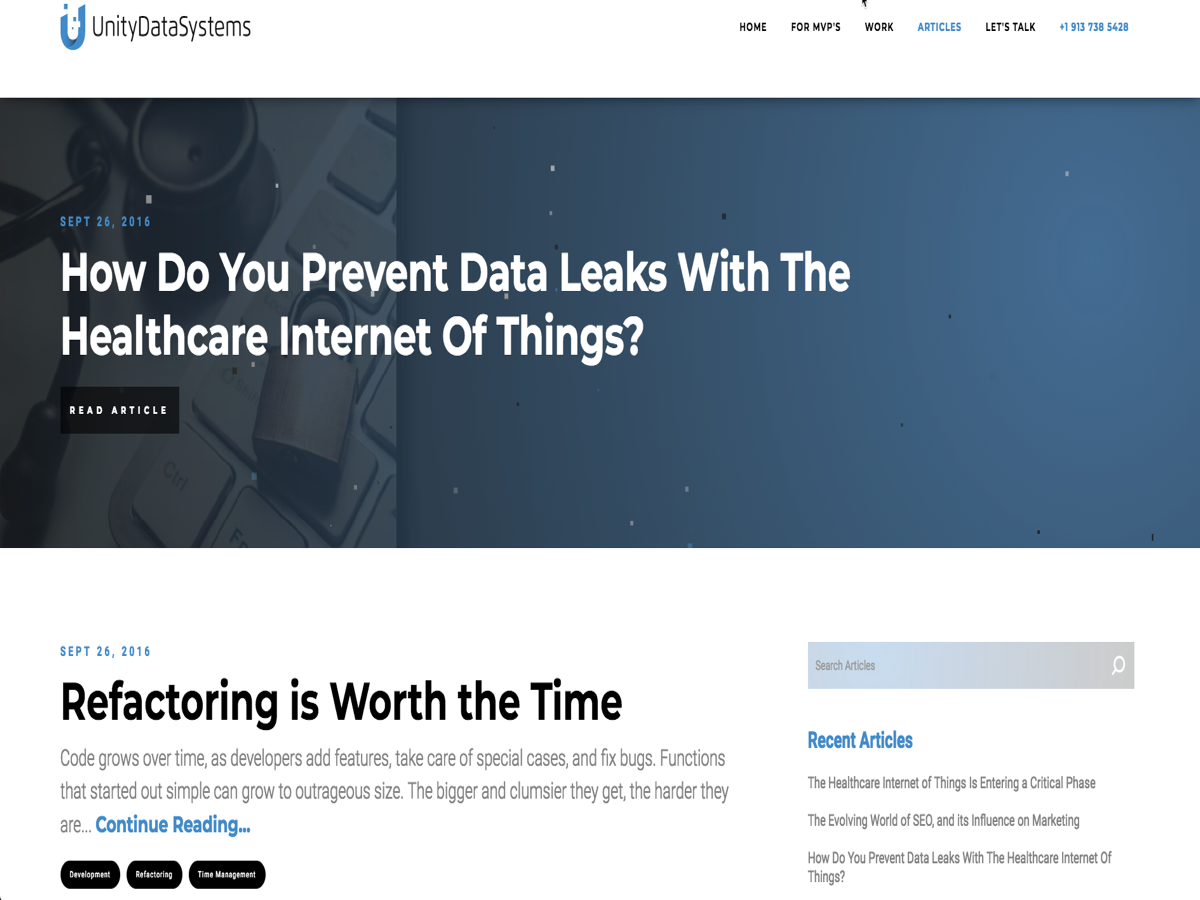 UnityDataSystems
HOME FOR MVP'S WORK ARTICLES LET'S TALK +1 913 738 5428
SEPT 26, 2016
How Do You Prevent Data Leaks With The
Healthcare Internet Of Things?
READ ARTICLE
Ctrl
SEPT 26, 2016
Refactoring is Worth the Time
Code grows over time, as developers add features, take care of special cases, and fix bugs. Functions
that started out simple can grow to outrageous size. The bigger and clumsier they get, the harder they
are... Continue Reading...
Development Refactoring Time Management
Search Articles
Recent Articles
The Healthcare Internet of Things Is Entering a Critical Phase
The Evolving World of SEO, and its Influence on Marketing
How Do You Prevent Data Leaks With The Healthcare Internet Of
Things?